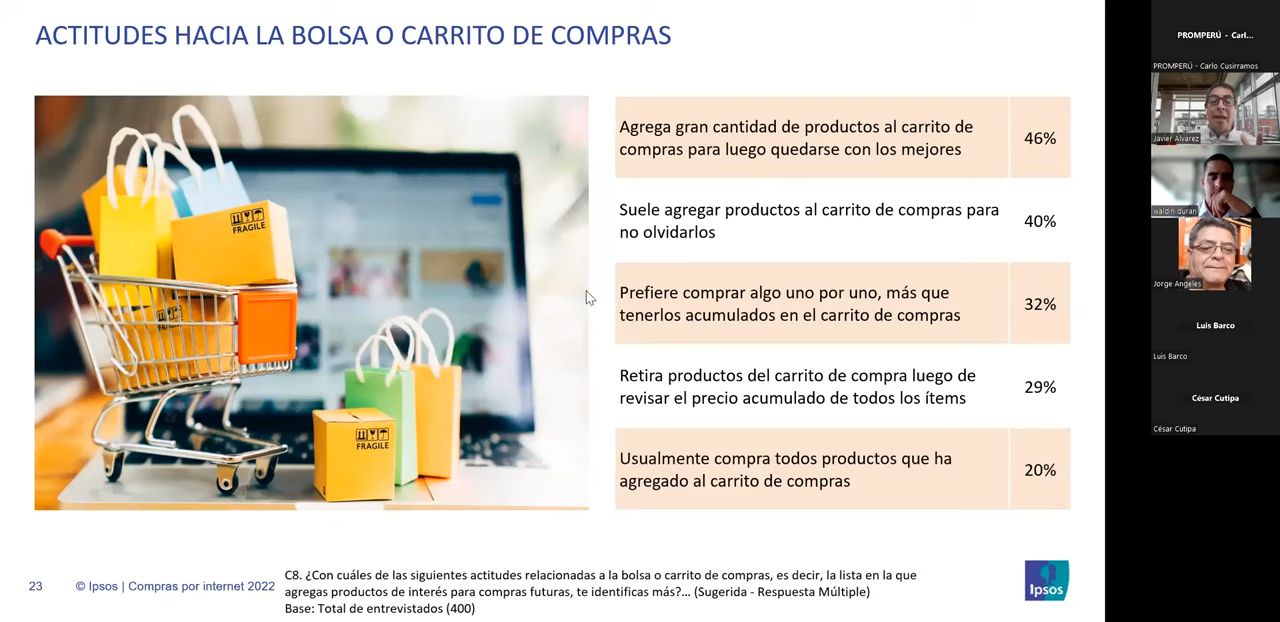 ACTITUDES HACIA LA BOLSA O CARRITO DE COMPRAS
FRAGILE
FRAGILE
Agrega gran cantidad de productos al carrito de
compras para luego quedarse con los mejores
46%
Suele agregar productos al carrito de compras para
no olvidarlos
40%
Prefiere comprar algo uno por uno, más que
tenerlos acumulados en el carrito de compras
32%
Retira productos del carrito de compra luego de
revisar el precio acumulado de todos los ítems
29%
Usualmente compra todos productos que ha
agregado al carrito de compras
20%
23
© Ipsos | Compras por internet 2022
C8. ¿Con cuáles de las siguientes actitudes relacionadas a la bolsa o carrito de compras, es decir, la lista en la que
agregas productos de interés para compras futuras, te identificas más?... (Sugerida - Respuesta Múltiple)
Base: Total de entrevistados (400)
Ipsos
PROMPERÚ - Carl...
PROMPERÚ - Carlo Cusirramos
Javier Alvarez
waldin duran
Jorge Angeles
Luis Barco
Luis Barco
César Cutipa
César Cutipa